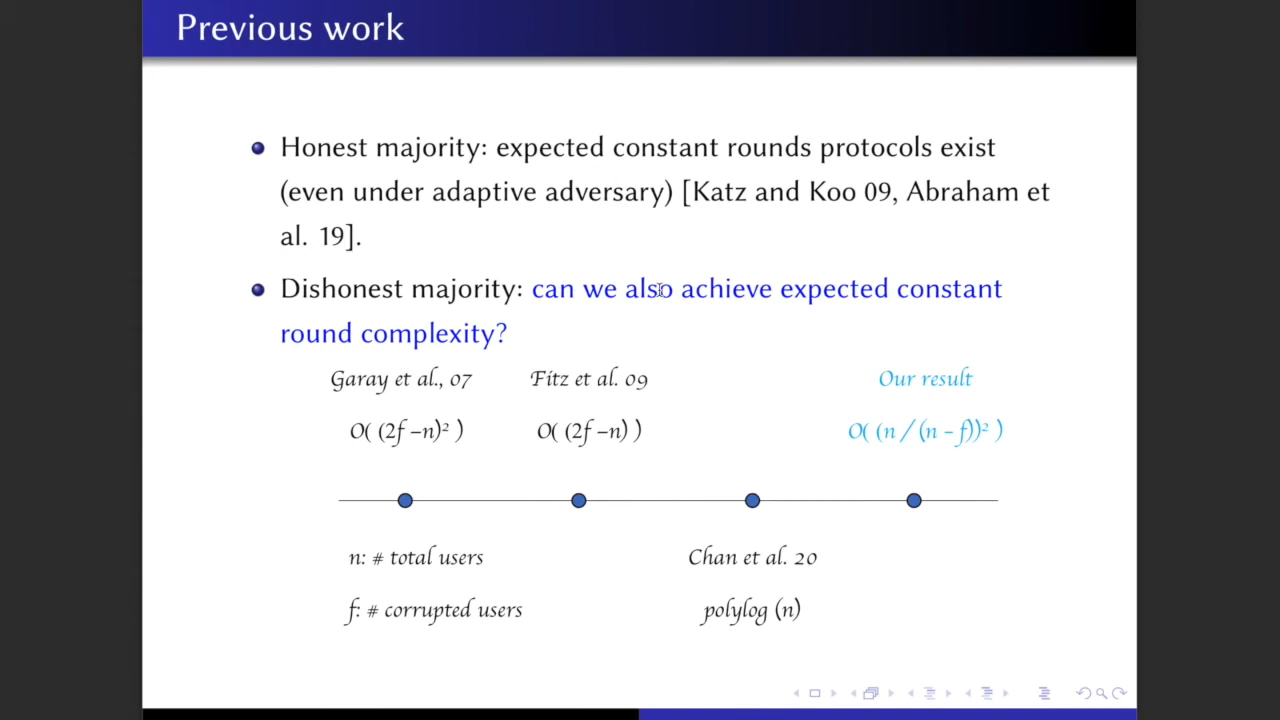 Previous work
Honest majority: expected constant rounds protocols exist
(even under adaptive adversary) [Katz and Koo 09, Abraham et
al. 19].
Dishonest majority: can we also achieve expected constant
round complexity?
Garay et al., 07
Fitz et al. 09
Our result
O( (2f –n)² )
O( (2f –n) )
O( (n / (n – f))² )
n: # total users
Chan et al. 20
f: # corrupted users
polylog (n)